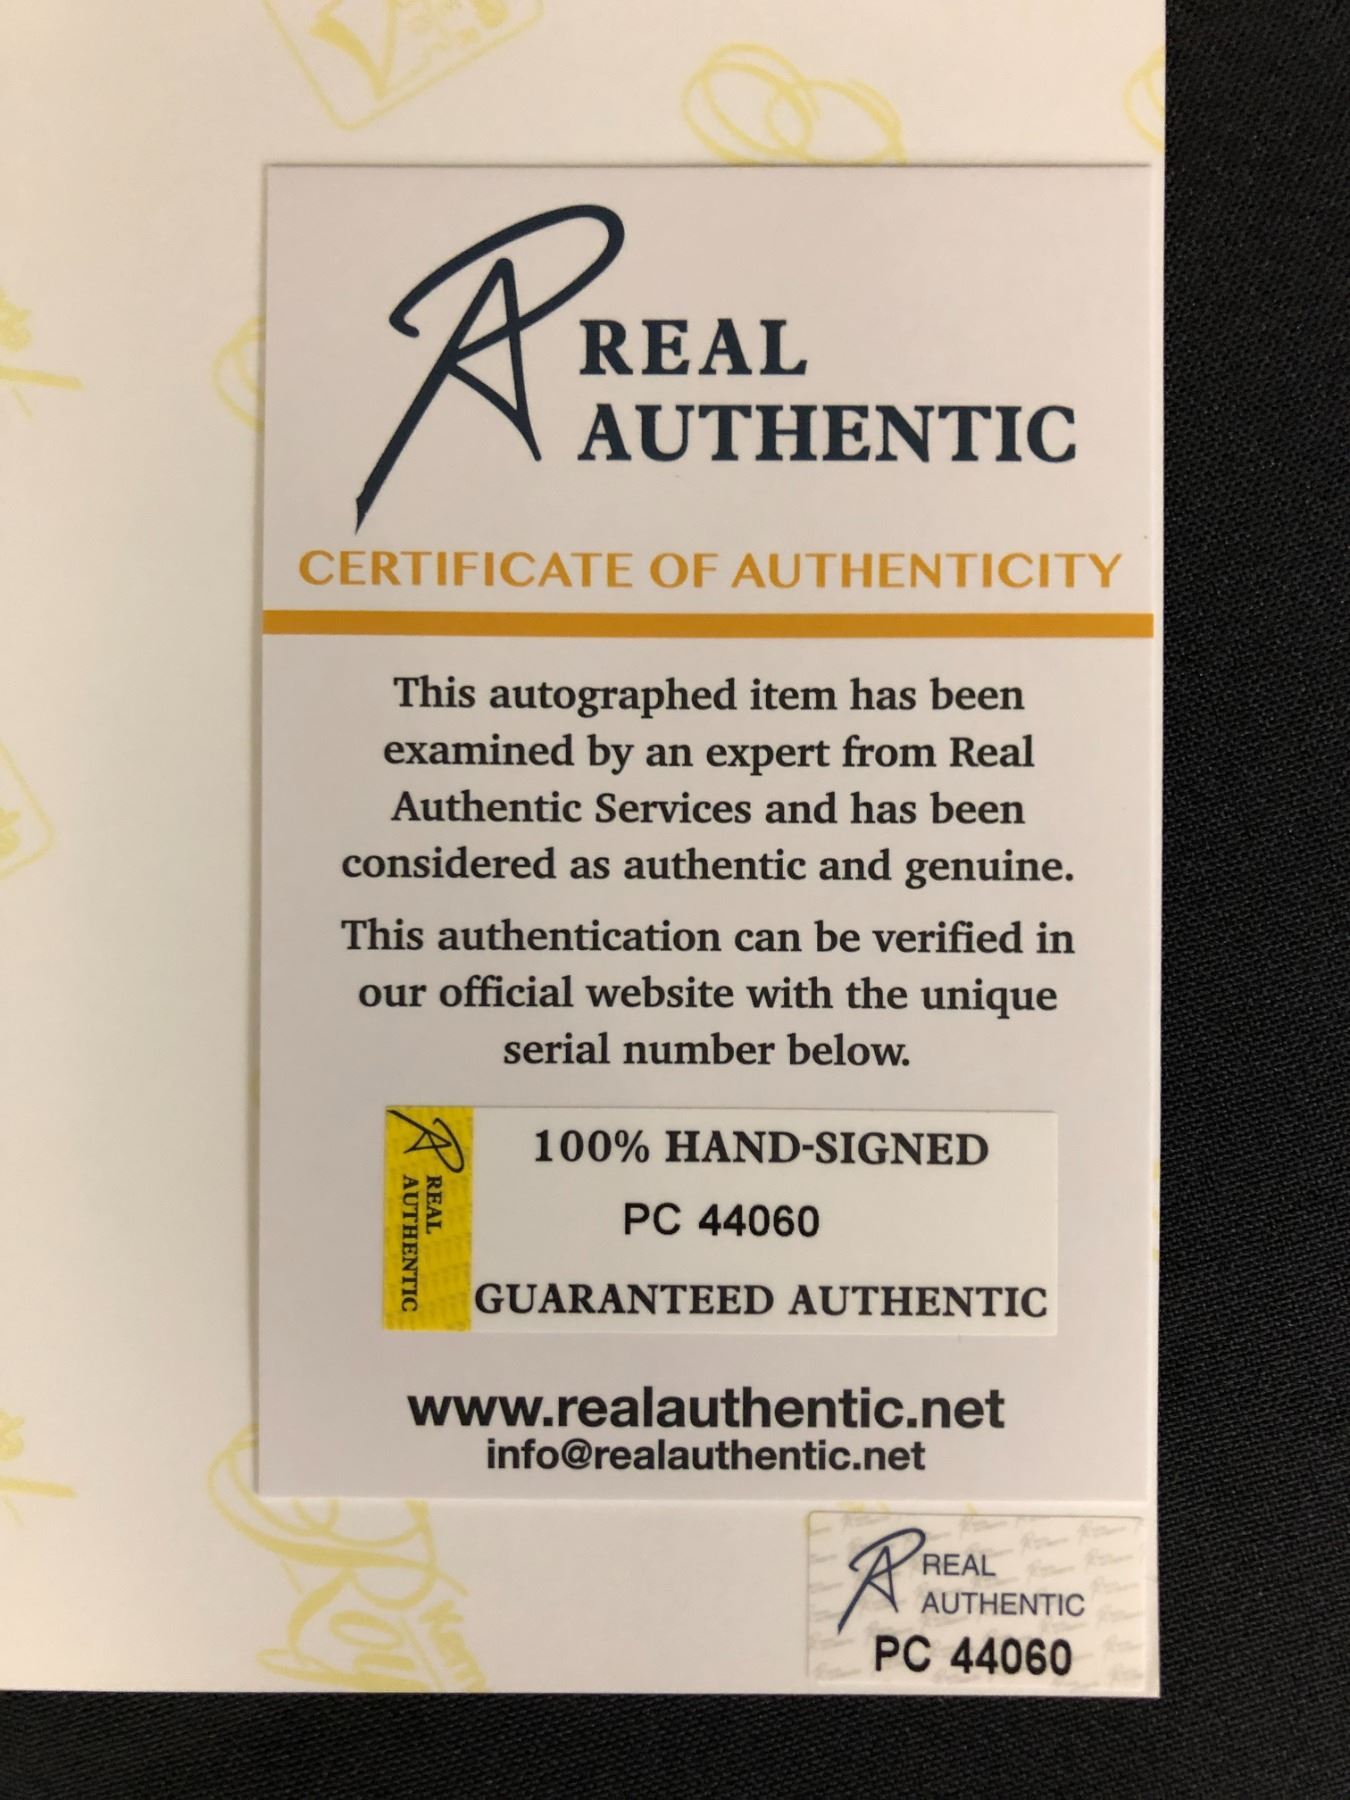 REAL
AUTHENTIC
CERTIFICATE OF AUTHENTICITY
This autographed item has been
examined by an expert from Real
Authentic Services and has been
considered as authentic and genuine.
This authentication can be verified in
our official website with the unique
serial number below.
REAL
AUTHENTIC
100% HAND-SIGNED
PC 44060
GUARANTEED AUTHENTIC
www.realauthentic.net
info@realauthentic.net
REAL
AUTHENTIC
PC 44060